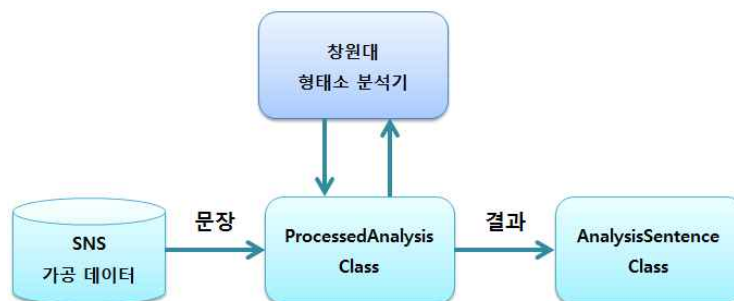 창원대
형태소 분석기
SNS
가공 데이터
문장
ProcessedAnalysis
Class
결과
AnalysisSentence
Class